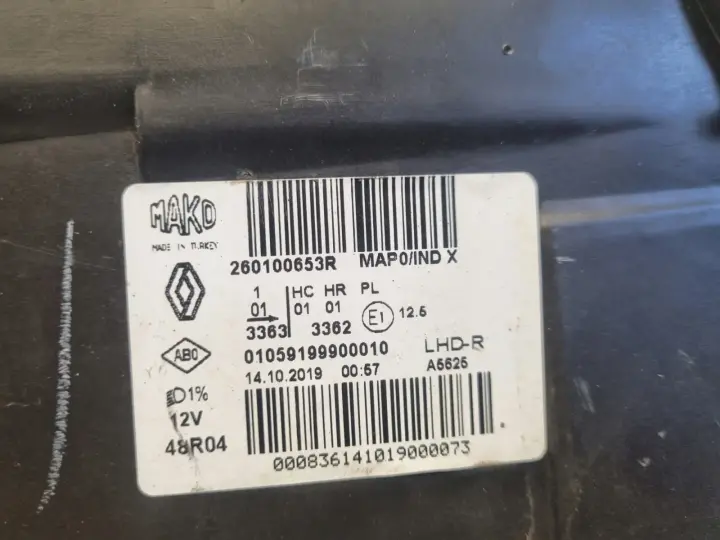 MAKO
MADE IN TURKEY
260100653R MAP0/IND X
1 HC HR PL
01 01 01
3363 3362 E1 12.5
ABO
01059199900010 LHD-R
14.10.2019 00:57 A5625
1%
12V
48R04
000836141019000073